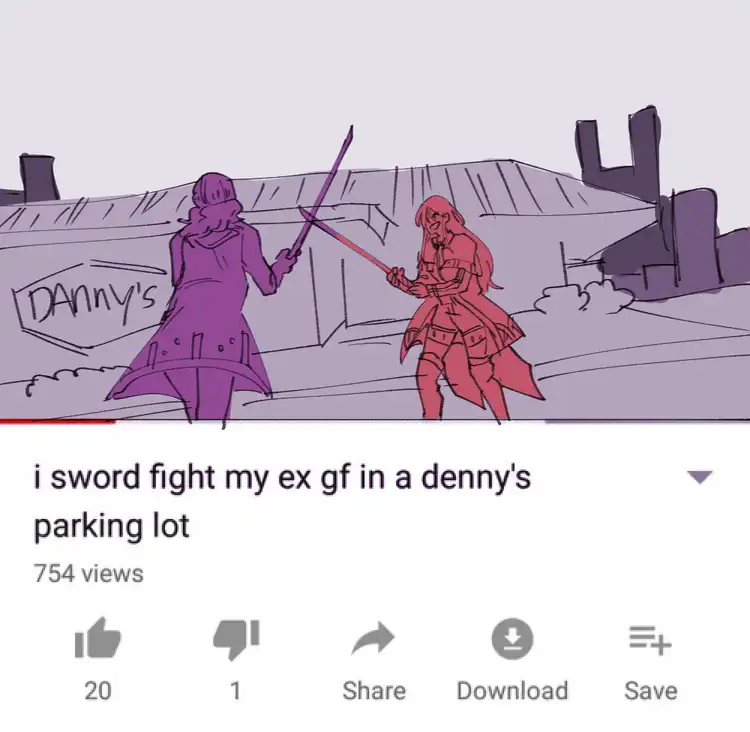 DAnny's
i sword fight my ex gf in a denny's
parking lot
754 views
20
1
Share
Download
Save